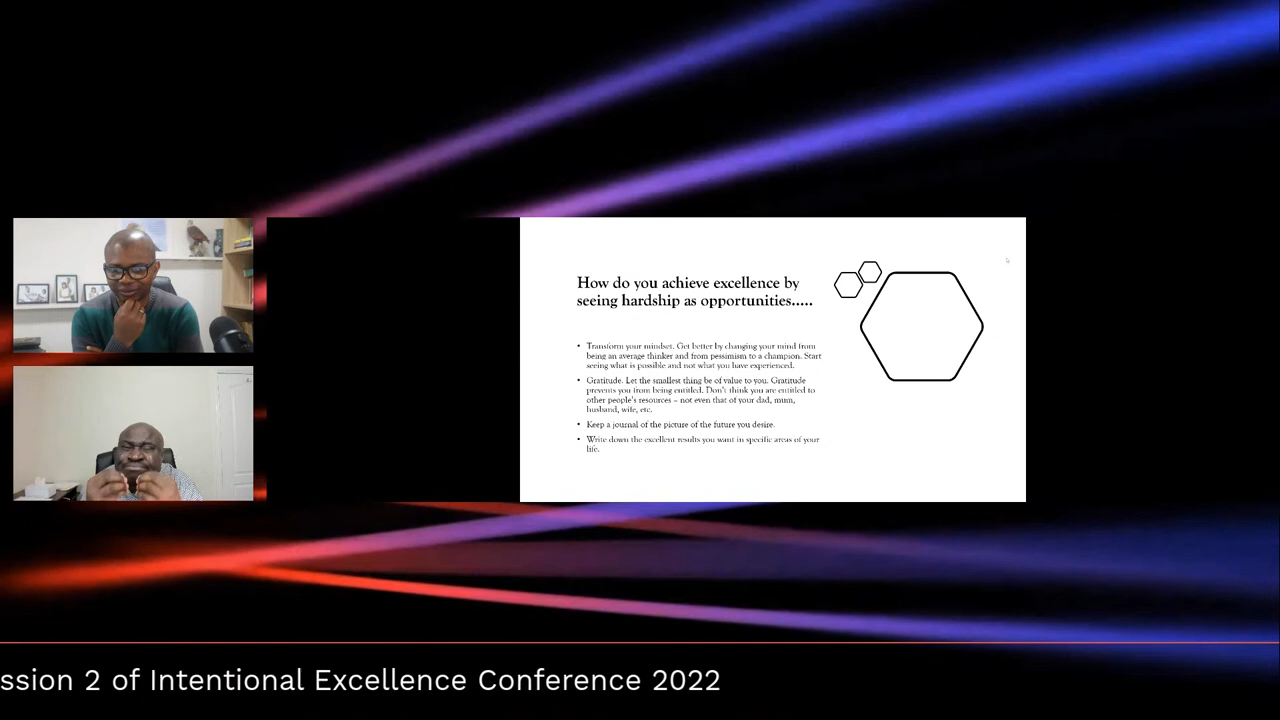 How do you achieve excellence by
seeing hardship as opportunities.....
• Transform your mindset. Get better by changing your mind from
being an average thinker and from pessimism to a champion. Start
seeing what is possible and not what you have experienced.
• Gratitude. Let the smallest thing be of value to you. Gratitude
prevents you from being entitled. Don't think you are entitled to
other people's resources – not even that of your dad, mum,
husband, wife, etc.
• Keep a journal of the picture of the future you desire.
• Write down the excellent results you want in specific areas of your
life.
ssion 2 of Intentional Excellence Conference 2022